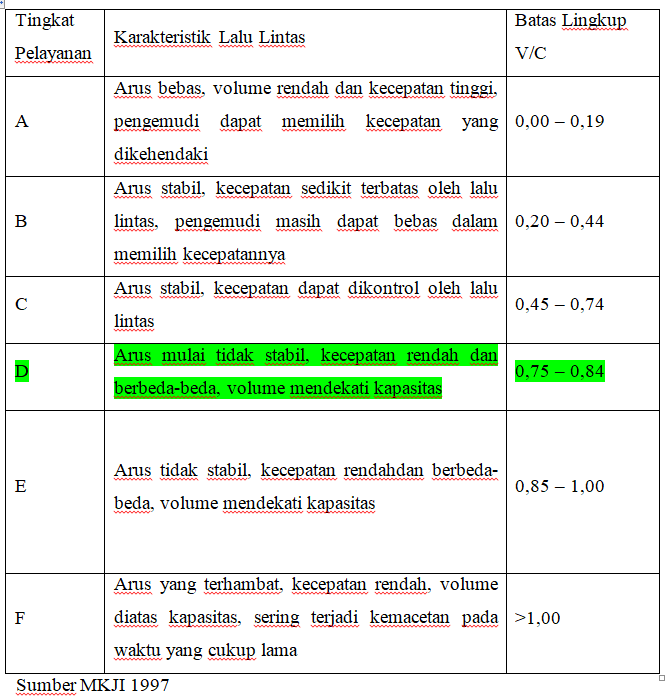 Tingkat
Pelayanan
Karakteristik Lalu Lintas
Batas Lingkup
V/C
A
Arus bebas, volume rendah dan kecepatan tinggi,
pengemudi dapat memilih kecepatan yang
dikehendaki
0,00 – 0,19
B
Arus stabil, kecepatan sedikit terbatas oleh lalu
lintas, pengemudi masih dapat bebas dalam
memilih kecepatannya
0,20 – 0,44
C
Arus stabil, kecepatan dapat dikontrol oleh lalu
lintas
0,45 – 0,74
D
Arus mulai tidak stabil, kecepatan rendah dan
berbeda-beda, volume mendekati kapasitas
0,75 – 0,84
E
Arus tidak stabil, kecepatan rendahdan berbeda-
beda, volume mendekati kapasitas
0,85 – 1,00
F
Arus yang terhambat, kecepatan rendah, volume
diatas kapasitas, sering terjadi kemacetan pada
waktu yang cukup lama
>1,00
Sumber MKJI 1997